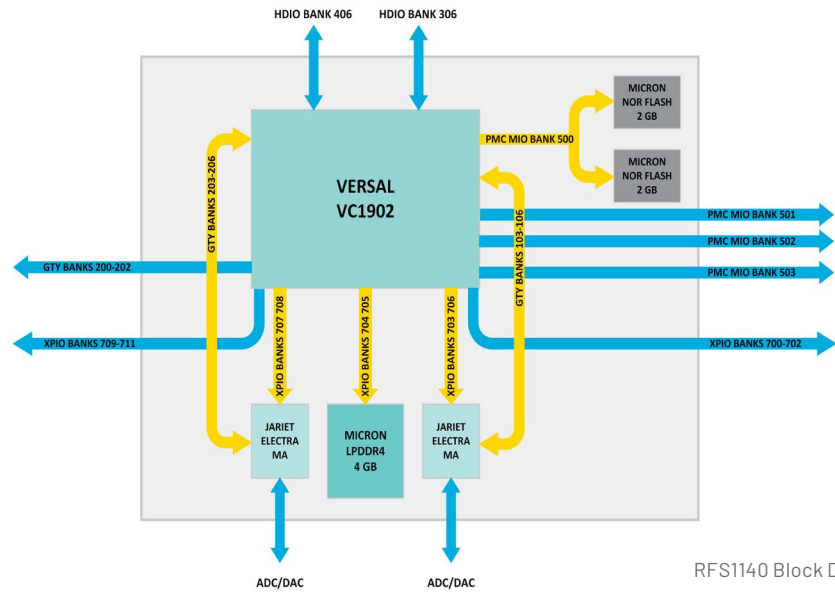 HDIO BANK 406
HDIO BANK 306
MICRON
NOR FLASH
2 GB
PMC MIO BANK 500
MICRON
NOR FLASH
2 GB
VERSAL
VC1902
GTY BANKS 203-206
GTY BANKS 103-106
PMC MIO BANK 501
PMC MIO BANK 502
PMC MIO BANK 503
GTY BANKS 200-202
XPIO BANKS 709-711
XPIO BANKS 700-702
XPIO BANKS 707 708
XPIO BANKS 704 705
XPIO BANKS 703 706
JARIET
ELECTRA
MA
MICRON
LPDDR4
4 GB
JARIET
ELECTRA
MA
ADC/DAC
ADC/DAC
RFS1140 Block D